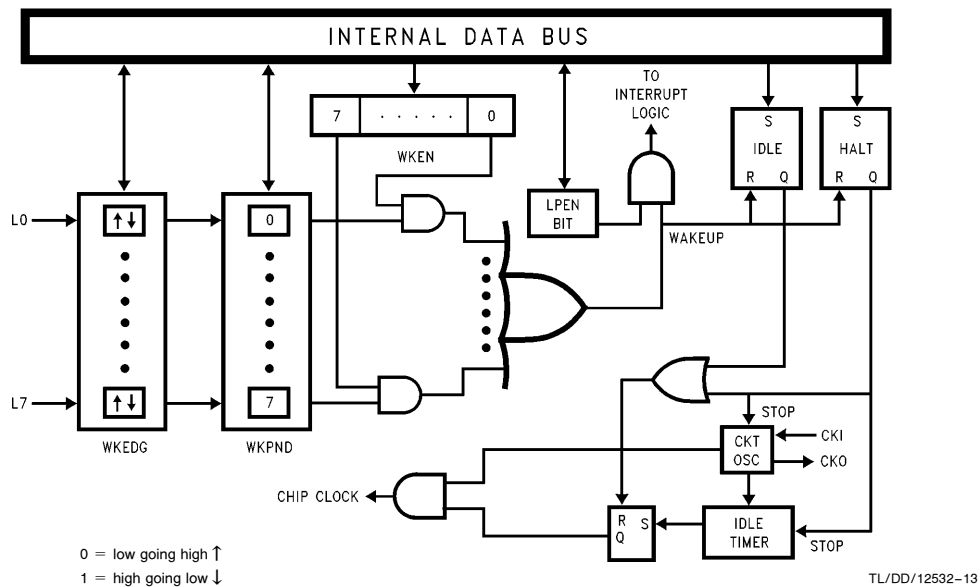 INTERNAL DATA BUS
TO
INTERRUPT
LOGIC
7 · · · · · 0
WKEN
S
IDLE
R Q
S
HALT
R Q
LPEN
BIT
WAKEUP
L0
↑↓
0
L7
↑↓
7
WKEDG
WKPND
STOP
CKT
OSC
CKI
CKO
CHIP CLOCK
R S
Q
IDLE
TIMER
STOP
0 = low going high ↑
1 = high going low ↓
TL/DD/12532–13